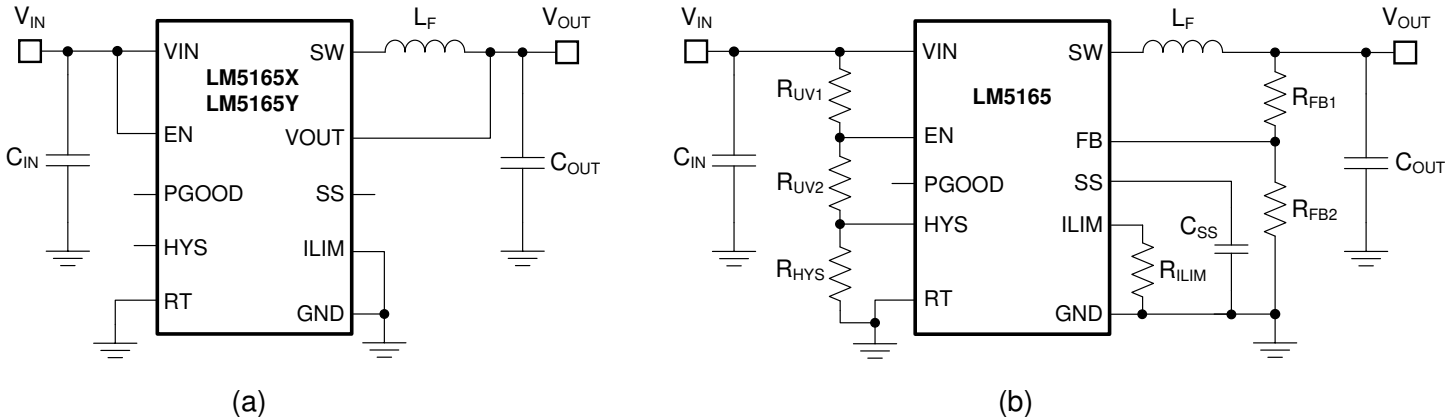 V_IN
L_F
V_OUT
VIN
SW
LM5165X
LM5165Y
EN
VOUT
C_IN
C_OUT
PGOOD
SS
HYS
ILIM
RT
GND
(a)
V_IN
L_F
V_OUT
VIN
SW
R_UV1
LM5165
R_FB1
EN
FB
C_IN
C_OUT
R_UV2
PGOOD
SS
R_FB2
HYS
ILIM
C_SS
R_HYS
R_ILIM
RT
GND
(b)